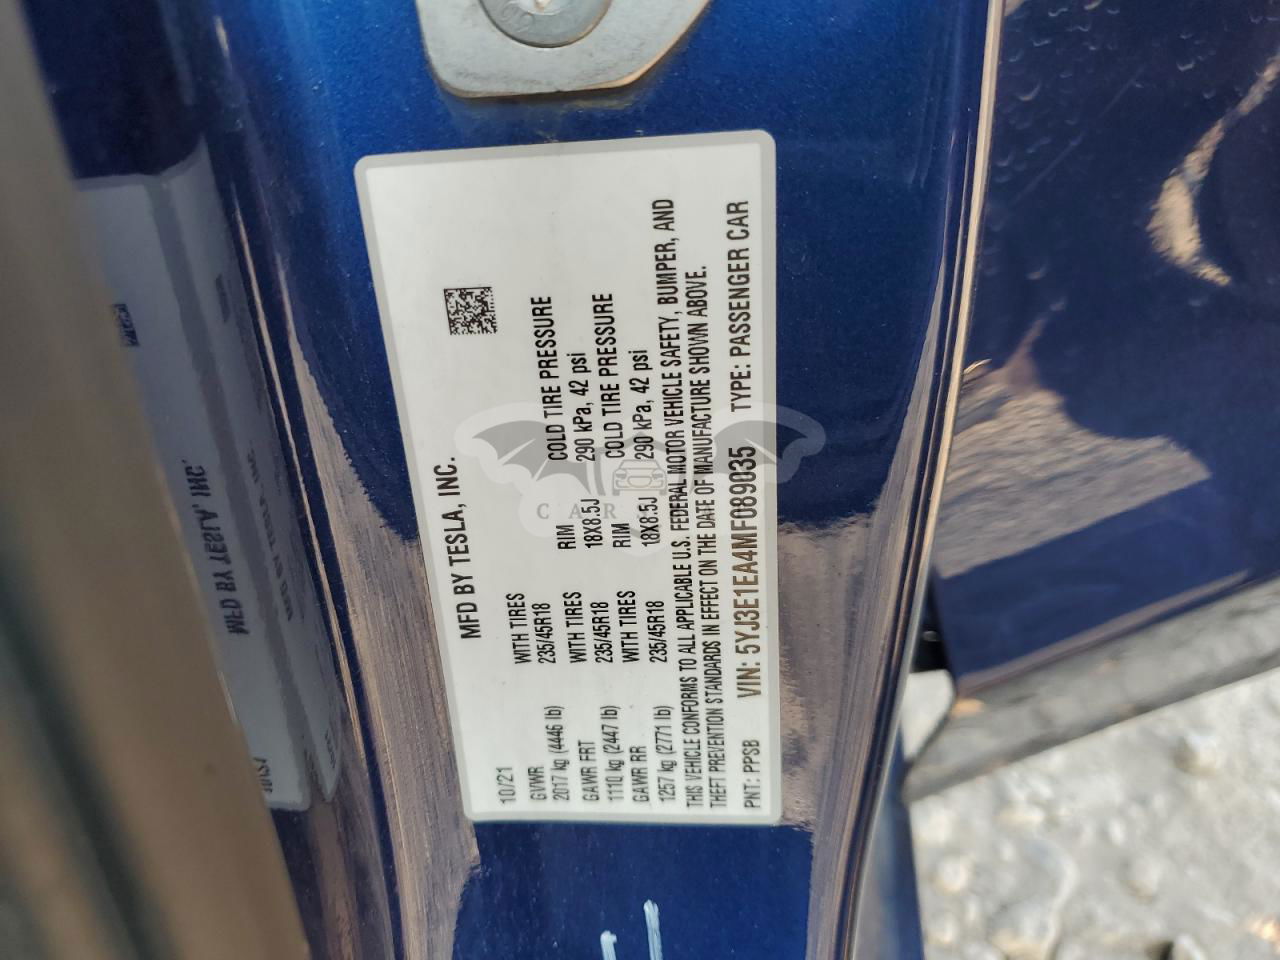 MFD BY TESLA, INC.
10/21
GVWR WITH TIRES RIM COLD TIRE PRESSURE
2017 kg (4446 lb) 235/45R18 18X8.5J 290 kPa, 42 psi
GAWR FRT WITH TIRES RIM COLD TIRE PRESSURE
1110 kg (2447 lb) 235/45R18 18X8.5J 290 kPa, 42 psi
GAWR RR WITH TIRES
1257 kg (2771 lb) 235/45R18
THIS VEHICLE CONFORMS TO ALL APPLICABLE U.S. FEDERAL MOTOR VEHICLE SAFETY, BUMPER, AND
THEFT PREVENTION STANDARDS IN EFFECT ON THE DATE OF MANUFACTURE SHOWN ABOVE.
PNT: PPSB VIN: 5YJ3E1EA4MF089035 TYPE: PASSENGER CAR
CAR